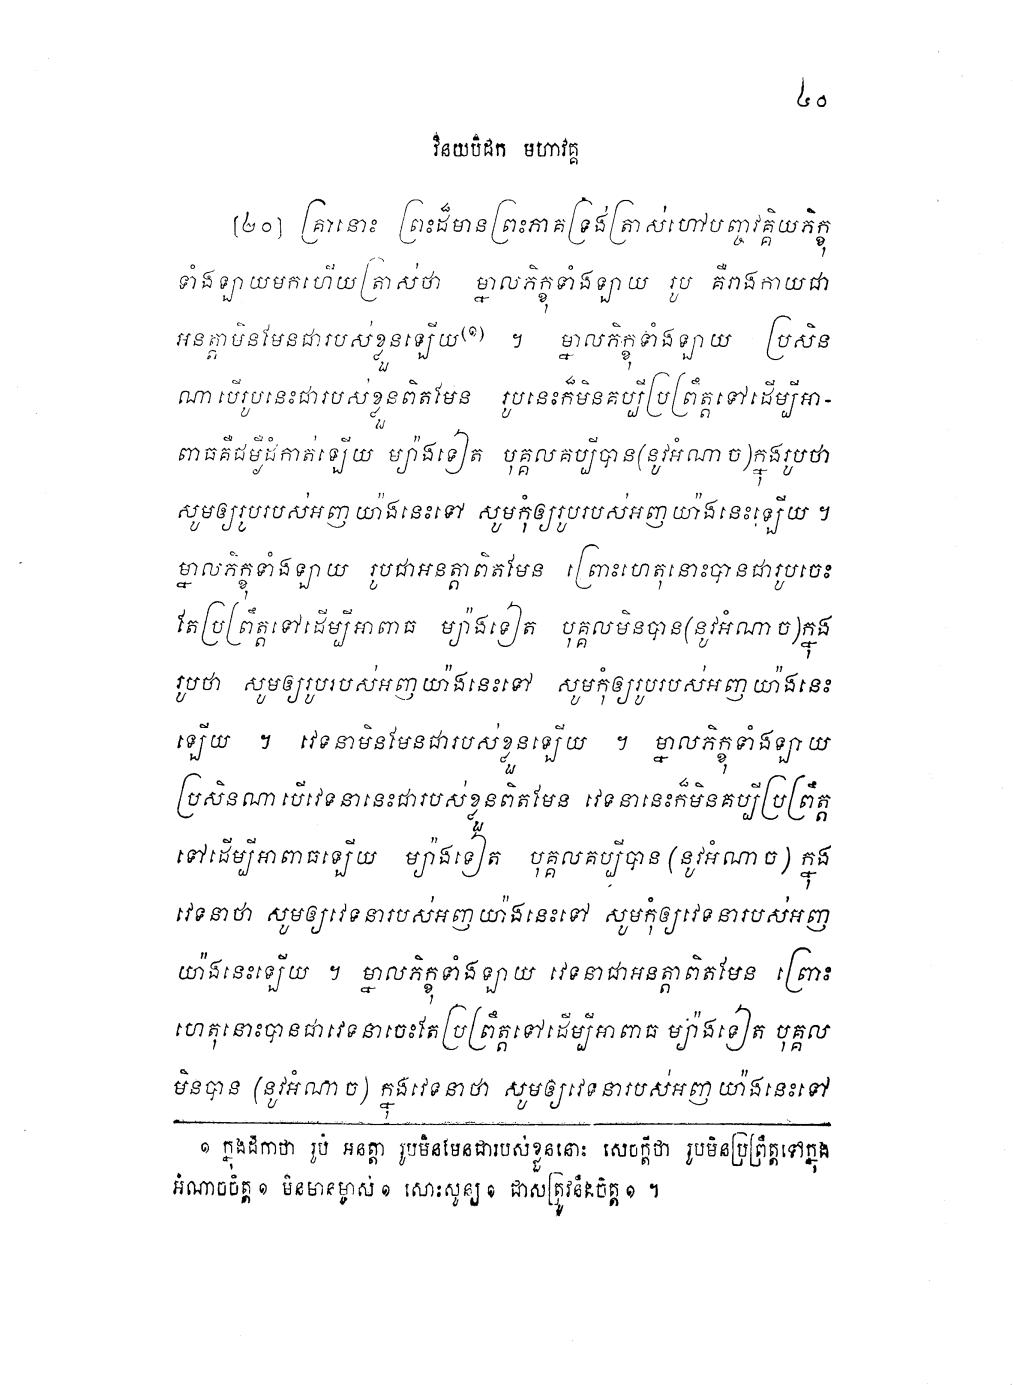 ៤០
វិនយបិដក មហាវគ្គ
[៤០] គ្រានោះ ព្រះដ៏មានព្រះភាគទ្រង់ត្រាស់ហៅបញ្ចវគ្គិយភិក្ខុ
ទាំងឡាយមកហើយត្រាស់ថា ម្នាលភិក្ខុទាំងឡាយ រូប គឺរាងកាយជា
អនត្តាមិនមែនជារបស់ខ្លួនឡើយ(១) ។ ម្នាលភិក្ខុទាំងឡាយ ប្រសិន
ណាបើរូបនេះជារបស់ខ្លួនពិតមែន រូបនេះក៏មិនគប្បីប្រព្រឹត្តទៅដើម្បីអា-
ពាធគឺជម្ងឺដំកាត់ឡើយ ម្យ៉ាងទៀត បុគ្គលគប្បីបាន(នូវអំណាច)ក្នុងរូបថា
សូមឲ្យរូបរបស់អញយ៉ាងនេះទៅ សូមកុំឲ្យរូបរបស់អញយ៉ាងនេះឡើយ ។
ម្នាលភិក្ខុទាំងឡាយ រូបជាអនត្តាពិតមែន ព្រោះហេតុនោះបានជារូបចេះ
តែប្រព្រឹត្តទៅដើម្បីអាពាធ ម្យ៉ាងទៀត បុគ្គលមិនបាន(នូវអំណាច)ក្នុង
រូបថា សូមឲ្យរូបរបស់អញយ៉ាងនេះទៅ សូមកុំឲ្យរូបរបស់អញយ៉ាងនេះ
ឡើយ ។ វេទនាមិនមែនជារបស់ខ្លួនឡើយ ។ ម្នាលភិក្ខុទាំងឡាយ
ប្រសិនណាបើវេទនានេះជារបស់ខ្លួនពិតមែន វេទនានេះក៏មិនគប្បីប្រព្រឹត្ត
ទៅដើម្បីអាពាធឡើយ ម្យ៉ាងទៀត បុគ្គលគប្បីបាន (នូវអំណាច) ក្នុង
វេទនាថា សូមឲ្យវេទនារបស់អញយ៉ាងនេះទៅ សូមកុំឲ្យវេទនារបស់អញ
យ៉ាងនេះឡើយ ។ ម្នាលភិក្ខុទាំងឡាយ វេទនាជាអនត្តាពិតមែន ព្រោះ
ហេតុនោះបានជាវេទនាចេះតែប្រព្រឹត្តទៅដើម្បីអាពាធ ម្យ៉ាងទៀត បុគ្គល
មិនបាន (នូវអំណាច) ក្នុងវេទនាថា សូមឲ្យវេទនារបស់អញយ៉ាងនេះទៅ
១ ក្នុងដីកាថា រូបំ អនត្តា រូបមិនមែនជារបស់ខ្លួននោះ សេចក្តីថា រូបមិនប្រព្រឹត្តទៅក្នុង
អំណាចចិត្ត ១ មិនមានម្ចាស់ ១ សោះសូន្យ ១ ជាសត្រូវនឹងចិត្ត ១ ។